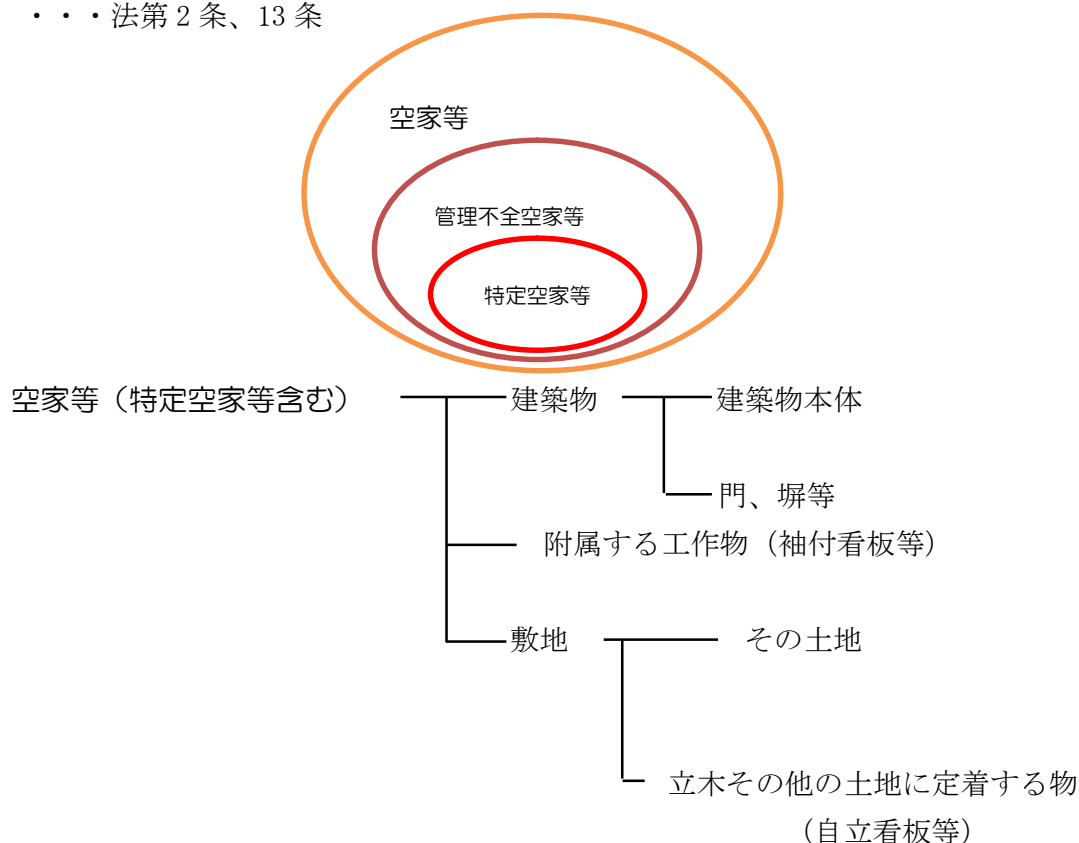 ・・・法第2条、13条
空家等
管理不全空家等
特定空家等
空家等（特定空家等含む） 建築物 建築物本体
門、塀等
附属する工作物（袖付看板等）
敷地 その土地
立木その他の土地に定着する物
（自立看板等）